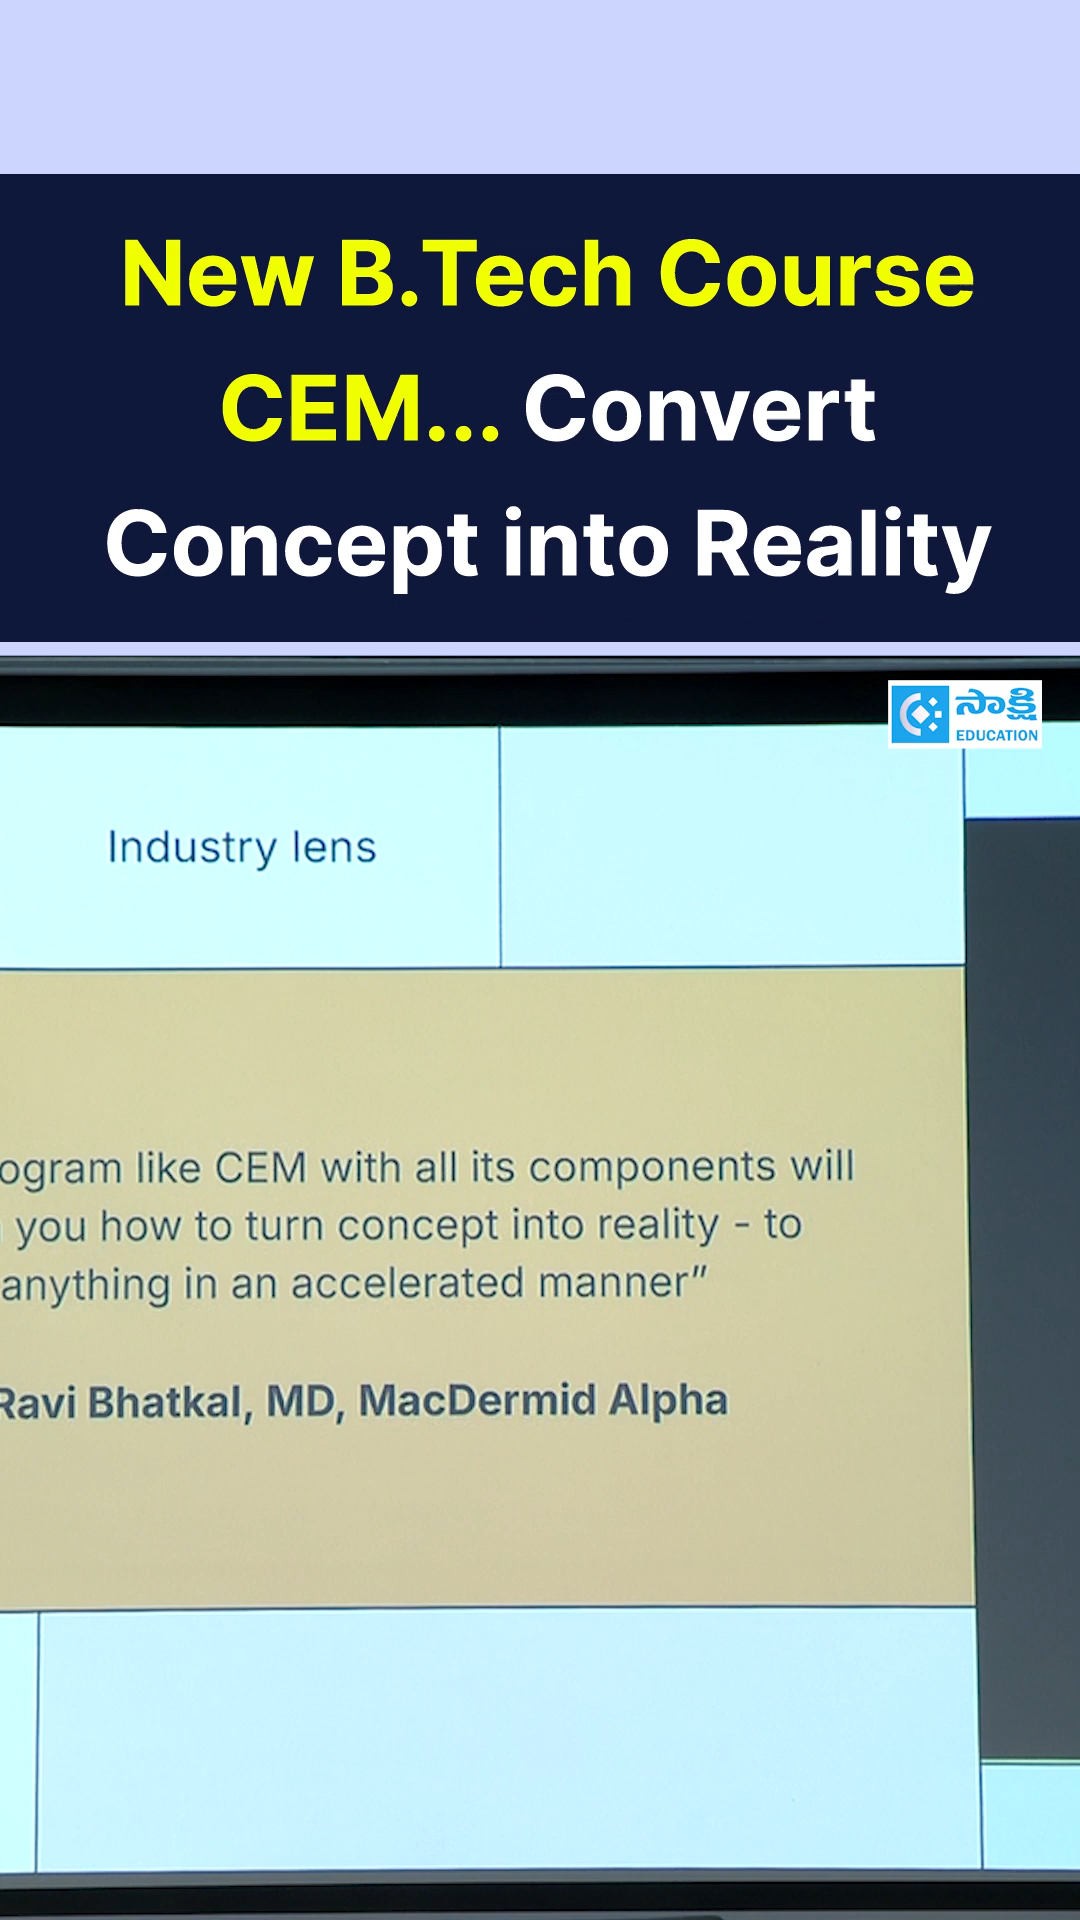 New B.Tech Course
CEM... Convert
Concept into Reality
సాక్షి
EDUCATION
Industry lens
like CEM with all its components will
you how to turn concept into reality - to
anything in an accelerated manner”
Ravi Bhatkal, MD, MacDermid Alpha